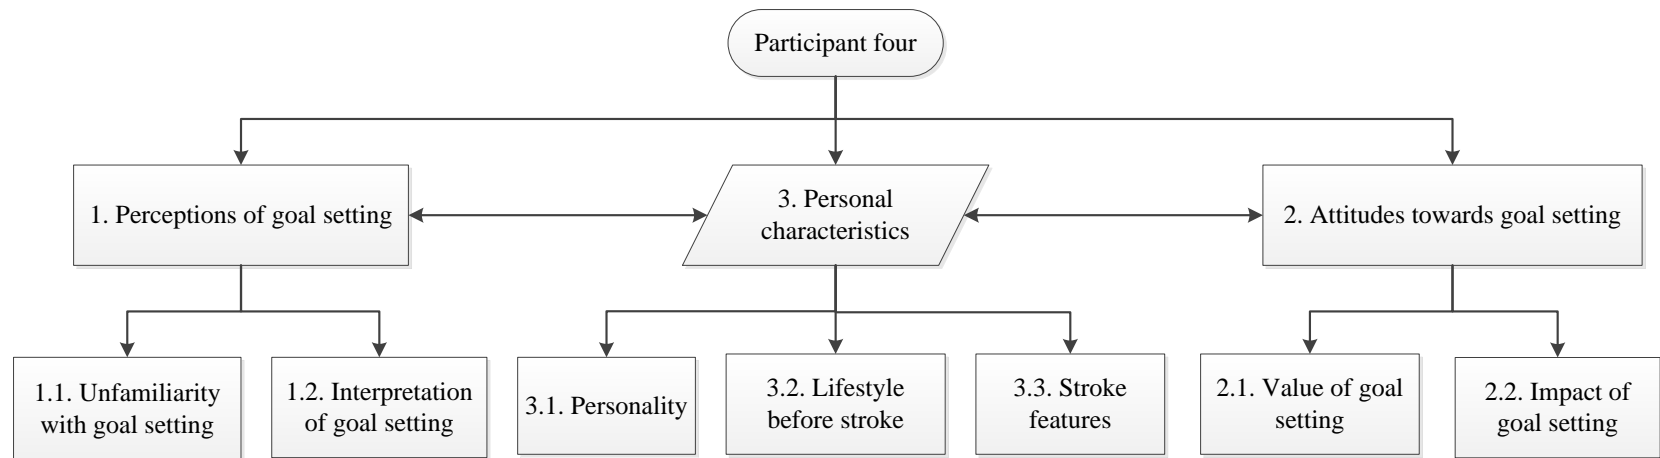 Participant four
1. Perceptions of goal setting
3. Personal
characteristics
2. Attitudes towards goal setting
1.1. Unfamiliarity
with goal setting
1.2. Interpretation
of goal setting
3.1. Personality
3.2. Lifestyle
before stroke
3.3. Stroke
features
2.1. Value of goal
setting
2.2. Impact of
goal setting